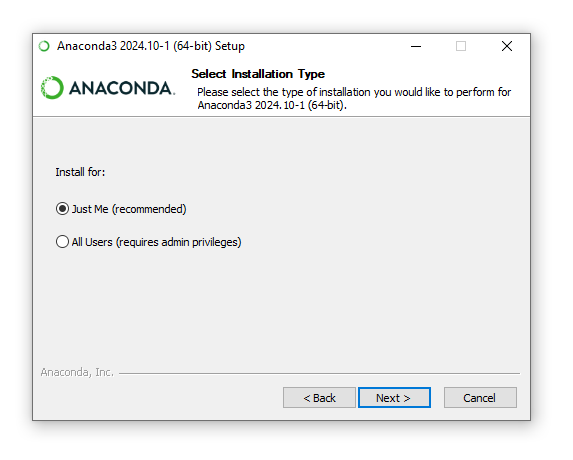 Anaconda3 2024.10-1 (64-bit) Setup
ANACONDA.
Select Installation Type
Please select the type of installation you would like to perform for
Anaconda3 2024.10-1 (64-bit).
Install for:
Just Me (recommended)
All Users (requires admin privileges)
Anaconda, Inc.
< Back
Next >
Cancel